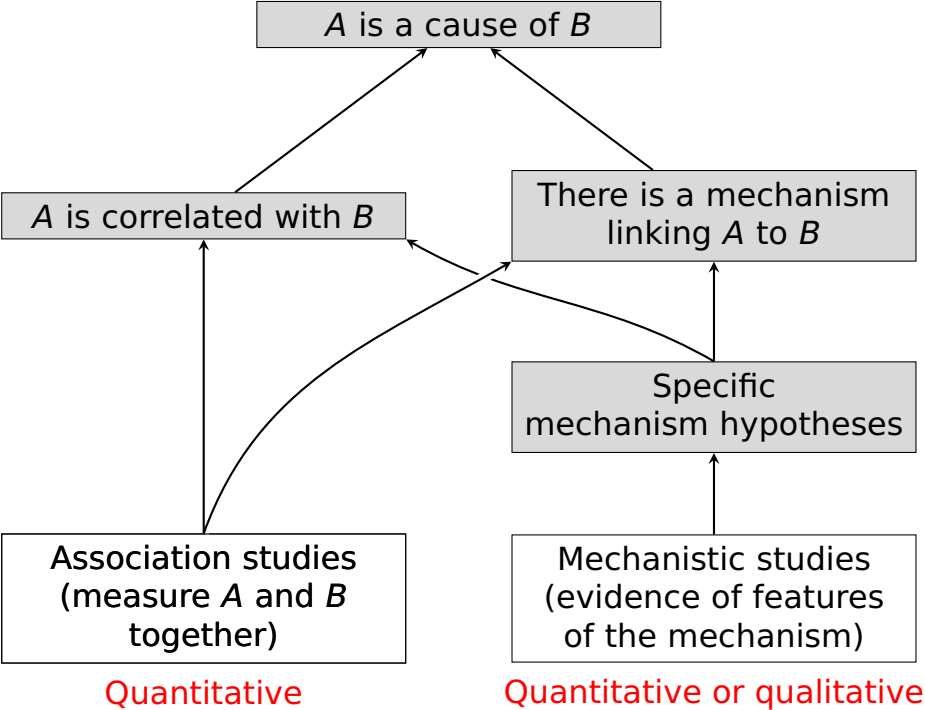 A is a cause of B
A is correlated with B
There is a mechanism
linking A to B
Specific
mechanism hypotheses
Association studies
(measure A and B
together)
Mechanistic studies
(evidence of features
of the mechanism)
Quantitative
Quantitative or qualitative